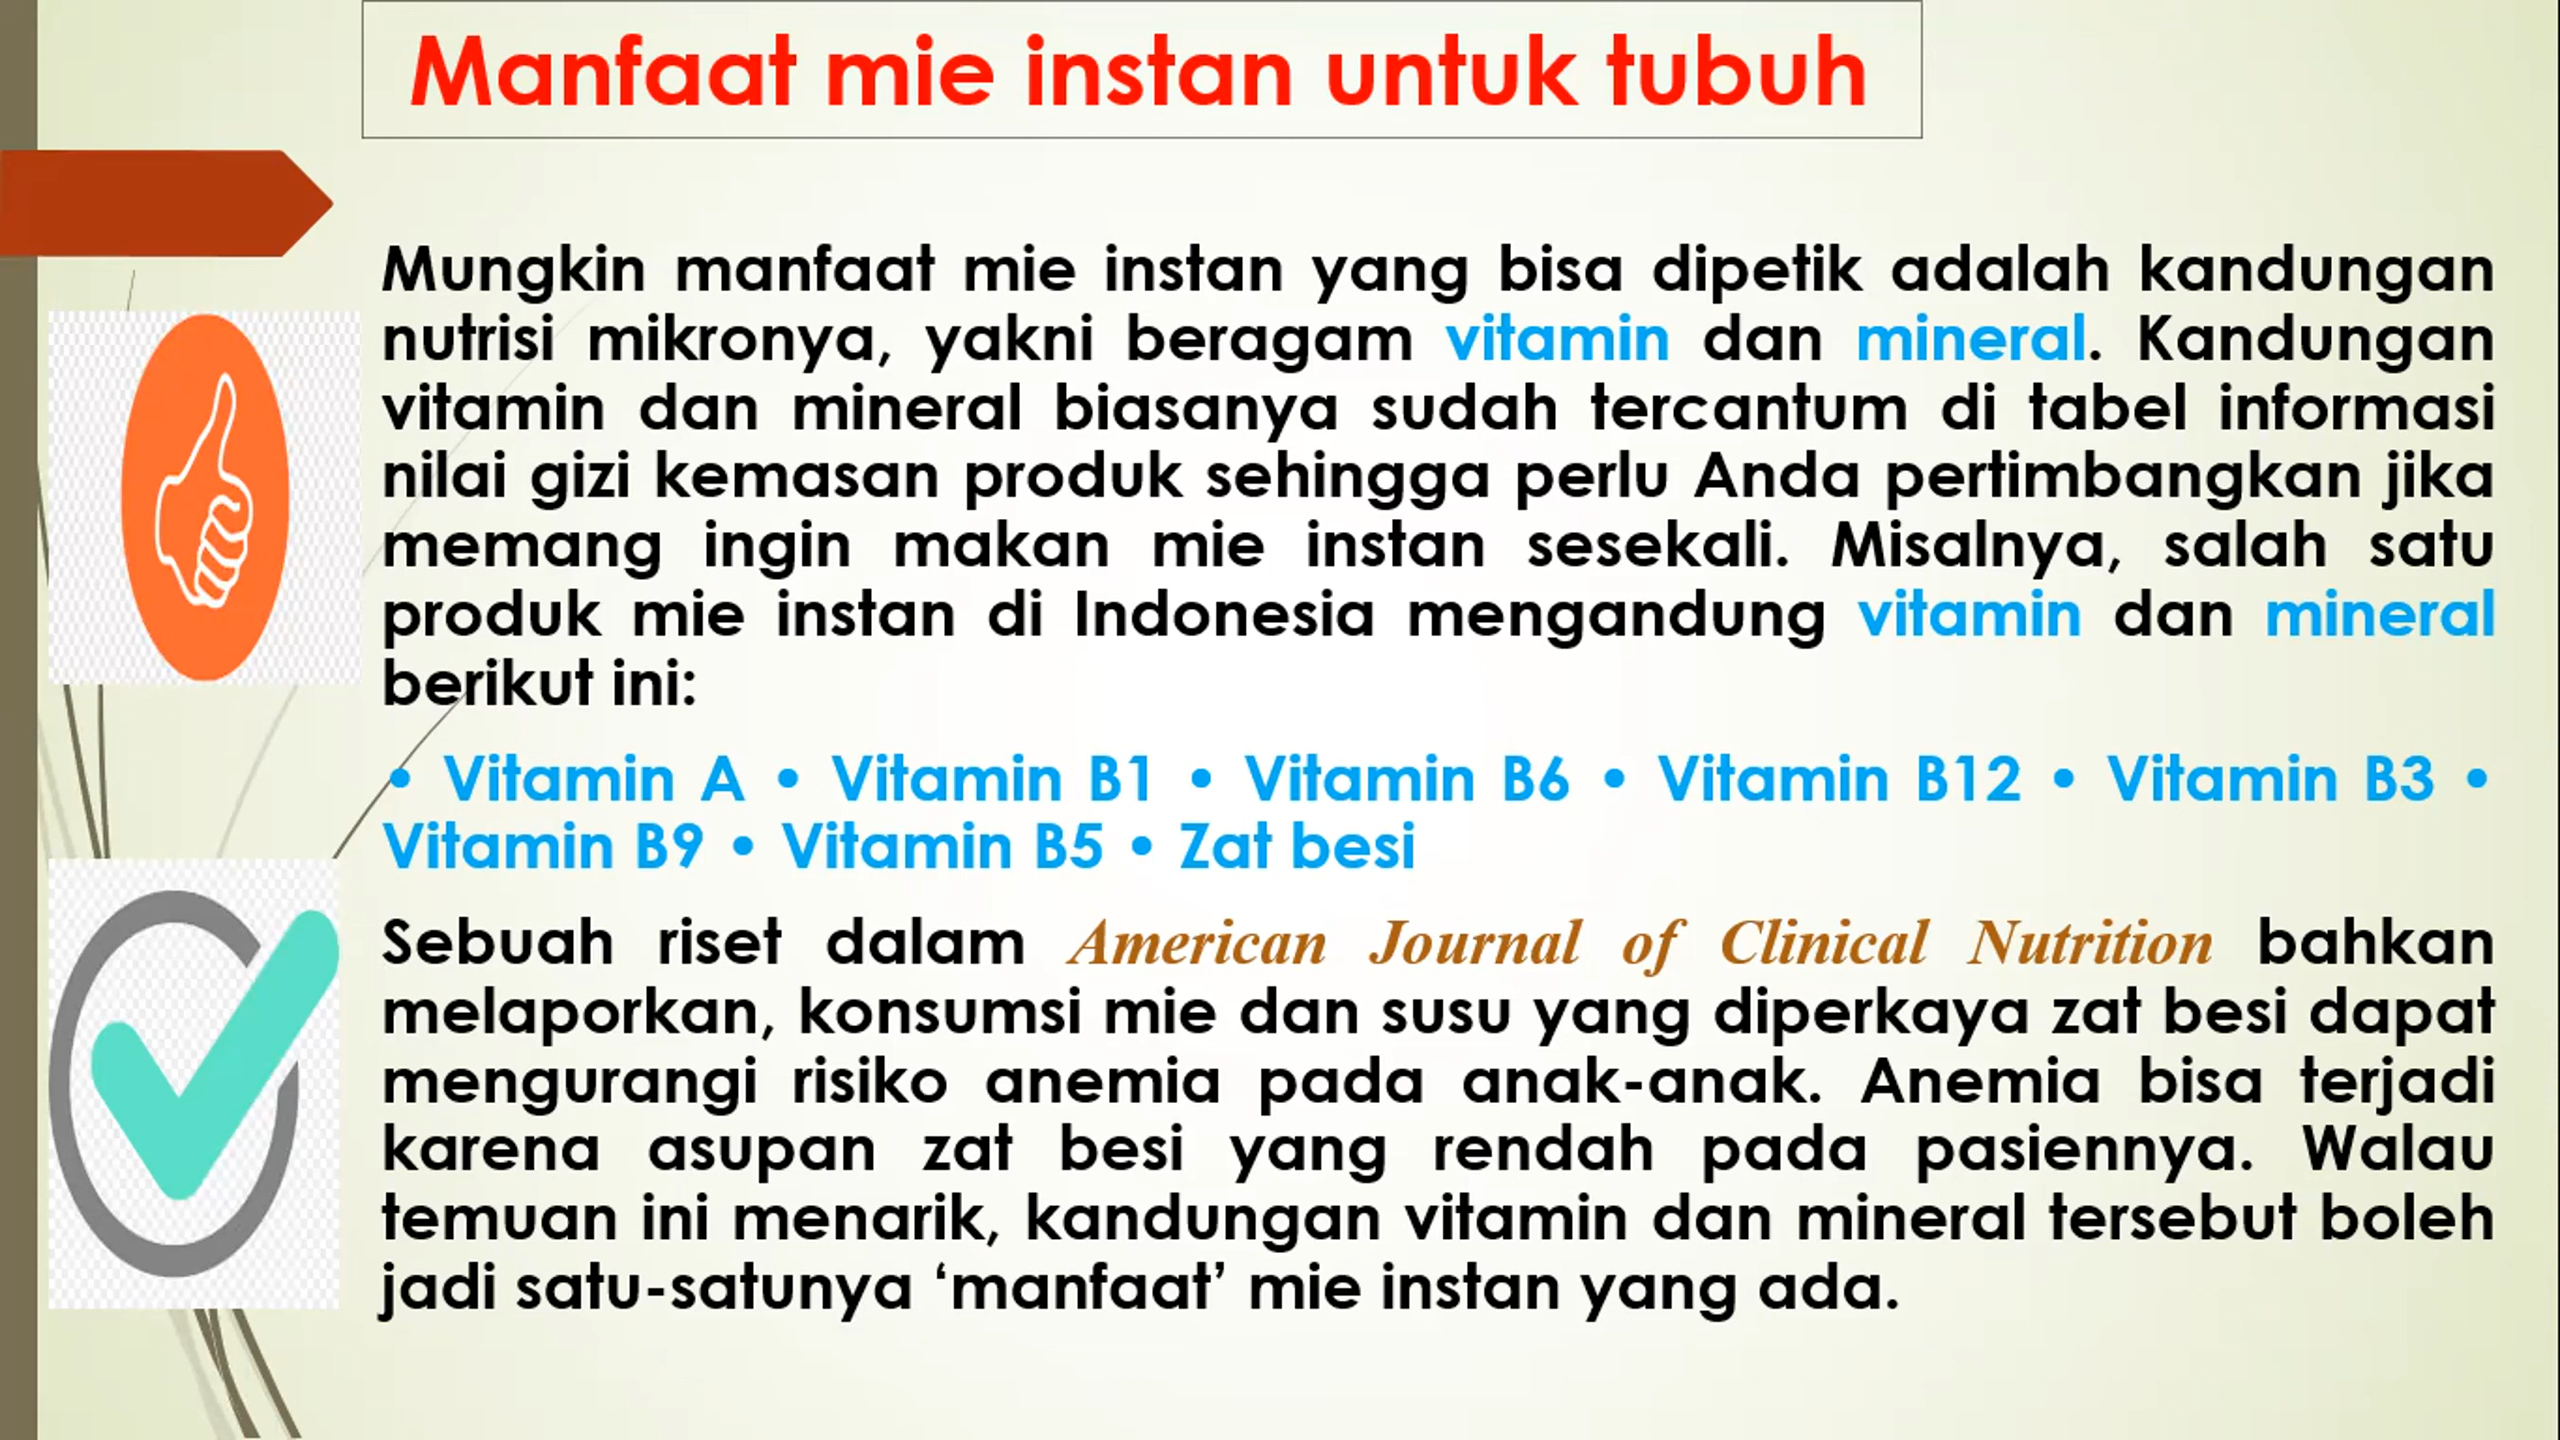 Manfaat mie instan untuk tubuh
Mungkin manfaat mie instan yang bisa dipetik adalah kandungan
nutrisi mikronya, yakni beragam vitamin dan mineral. Kandungan
vitamin dan mineral biasanya sudah tercantum di tabel informasi
nilai gizi kemasan produk sehingga perlu Anda pertimbangkan jika
memang ingin makan mie instan sesekali. Misalnya, salah satu
produk mie instan di Indonesia mengandung vitamin dan mineral
berikut ini:
• Vitamin A • Vitamin B1 • Vitamin B6 • Vitamin B12 • Vitamin B3 •
Vitamin B9 • Vitamin B5 • Zat besi
Sebuah riset dalam American Journal of Clinical Nutrition bahkan
melaporkan, konsumsi mie dan susu yang diperkaya zat besi dapat
mengurangi risiko anemia pada anak-anak. Anemia bisa terjadi
karena asupan zat besi yang rendah pada pasiennya. Walau
temuan ini menarik, kandungan vitamin dan mineral tersebut boleh
jadi satu-satunya ‘manfaat’ mie instan yang ada.